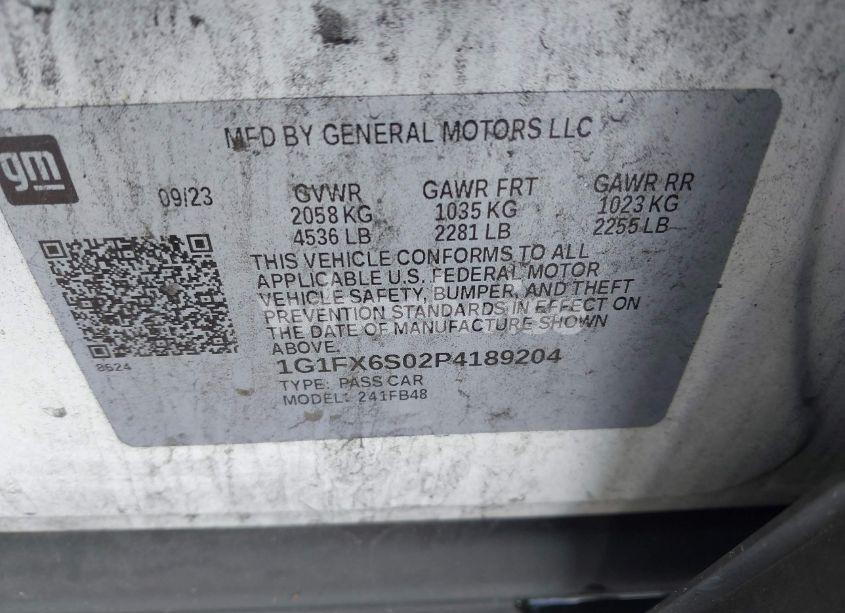 MFD BY GENERAL MOTORS LLC
gm
09/23
GVWR GAWR FRT GAWR RR
2058 KG 1035 KG 1023 KG
4536 LB 2281 LB 2255 LB
THIS VEHICLE CONFORMS TO ALL
APPLICABLE U.S. FEDERAL MOTOR
VEHICLE SAFETY, BUMPER, AND THEFT
PREVENTION STANDARDS IN EFFECT ON
THE DATE OF MANUFACTURE SHOWN
ABOVE.
8624
1G1FX6S02P4189204
TYPE: PASS CAR
MODEL: 241FB48